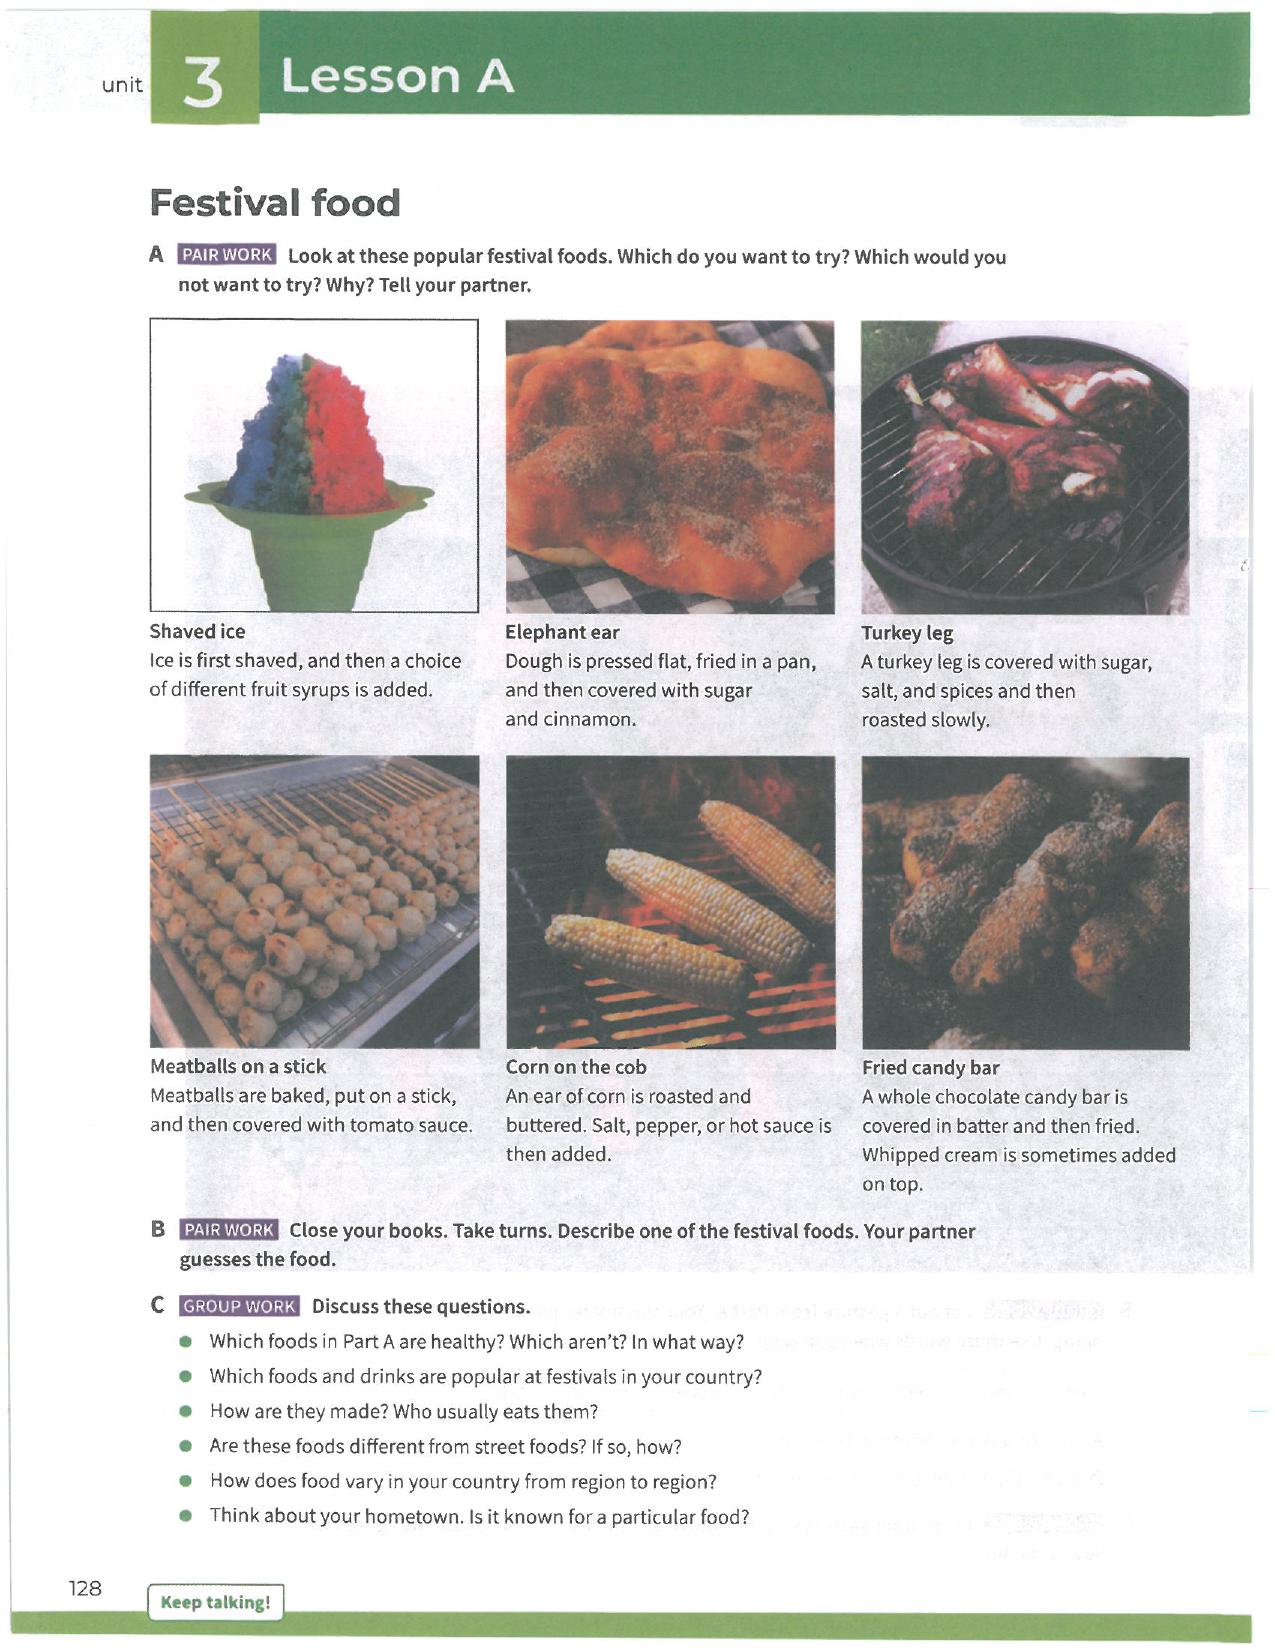 unit 3 Lesson A
Festival food
A PAIR WORK Look at these popular festival foods. Which do you want to try? Which would you
not want to try? Why? Tell your partner.
Shaved ice
Ice is first shaved, and then a choice
of different fruit syrups is added.
Elephant ear
Dough is pressed flat, fried in a pan,
and then covered with sugar
and cinnamon.
Turkey leg
A turkey leg is covered with sugar,
salt, and spices and then
roasted slowly.
Meatballs on a stick
Meatballs are baked, put on a stick,
and then covered with tomato sauce.
Corn on the cob
An ear of corn is roasted and
buttered. Salt, pepper, or hot sauce is
then added.
Fried candy bar
A whole chocolate candy bar is
covered in batter and then fried.
Whipped cream is sometimes added
on top.
B PAIR WORK Close your books. Take turns. Describe one of the festival foods. Your partner
guesses the food.
C GROUP WORK Discuss these questions.
● Which foods in Part A are healthy? Which aren't? In what way?
● Which foods and drinks are popular at festivals in your country?
● How are they made? Who usually eats them?
● Are these foods different from street foods? If so, how?
● How does food vary in your country from region to region?
● Think about your hometown. Is it known for a particular food?
128 Keep talking!